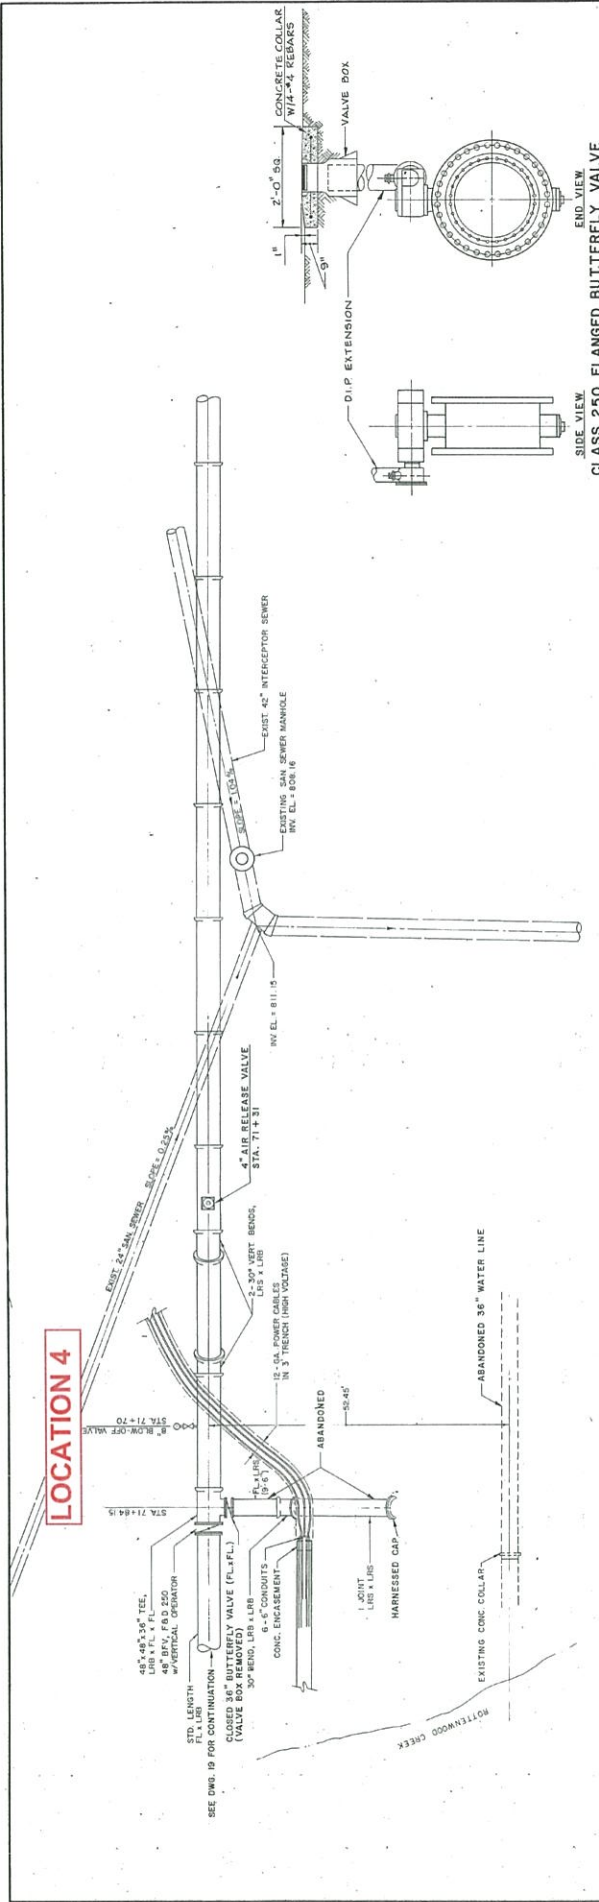 LOCATION 4
EXIST. 24" SAN. SEWER
SLOPE = 0.25%
8" BLOW-OFF VALVE
STA. 71+70
STA. 71+84.15
48"x48"x36" TEE,
LRB x FL x FL
48" BFV, F & D 250
W/VERTICAL OPERATOR
STD. LENGTH
FL x LRB
SEE DWG. 19 FOR CONTINUATION
CLOSED 36" BUTTERFLY VALVE (FL.xFL.)
(VALVE BOX REMOVED)
30° BEND, LRB x LRB
6-6" CONDUITS
CONC. ENCASEMENT
FL x LRS
(9'-6")
2-30° VERT. BENDS,
LRS x LRB
12-GA. POWER CABLES
IN 3' TRENCH (HIGH VOLTAGE)
ABANDONED
52.45'
1 JOINT
LRS x LRS
HARNESSED CAP
EXISTING CONC. COLLAR
ABANDONED 36" WATER LINE
ROTTENWOOD CREEK
4" AIR RELEASE VALVE
STA. 71 + 31
INV. EL. = 811.15
SLOPE = 1.04%
EXIST. 42" INTERCEPTOR SEWER
EXISTING SAN SEWER MANHOLE
INV. EL. = 808.16
CONCRETE COLLAR
W/4-#4 REBARS
2'-0" SQ.
1"
9"
VALVE BOX
D.I.P. EXTENSION
SIDE VIEW
END VIEW
CLASS 250 FLANGED BUTTERFLY VALVE